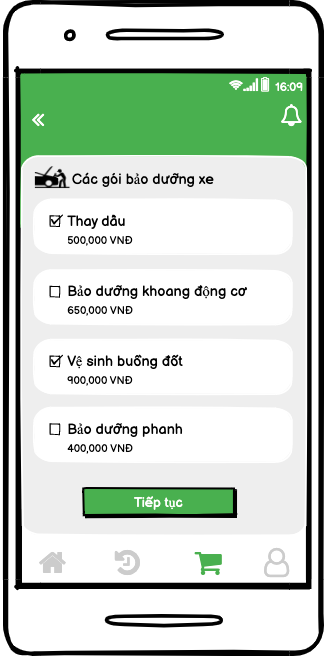 16:09
Các gói bảo dưỡng xe
Thay dầu
500,000 VNĐ
Bảo dưỡng khoang động cơ
650,000 VNĐ
Vệ sinh buồng đốt
900,000 VNĐ
Bảo dưỡng phanh
400,000 VNĐ
Tiếp tục